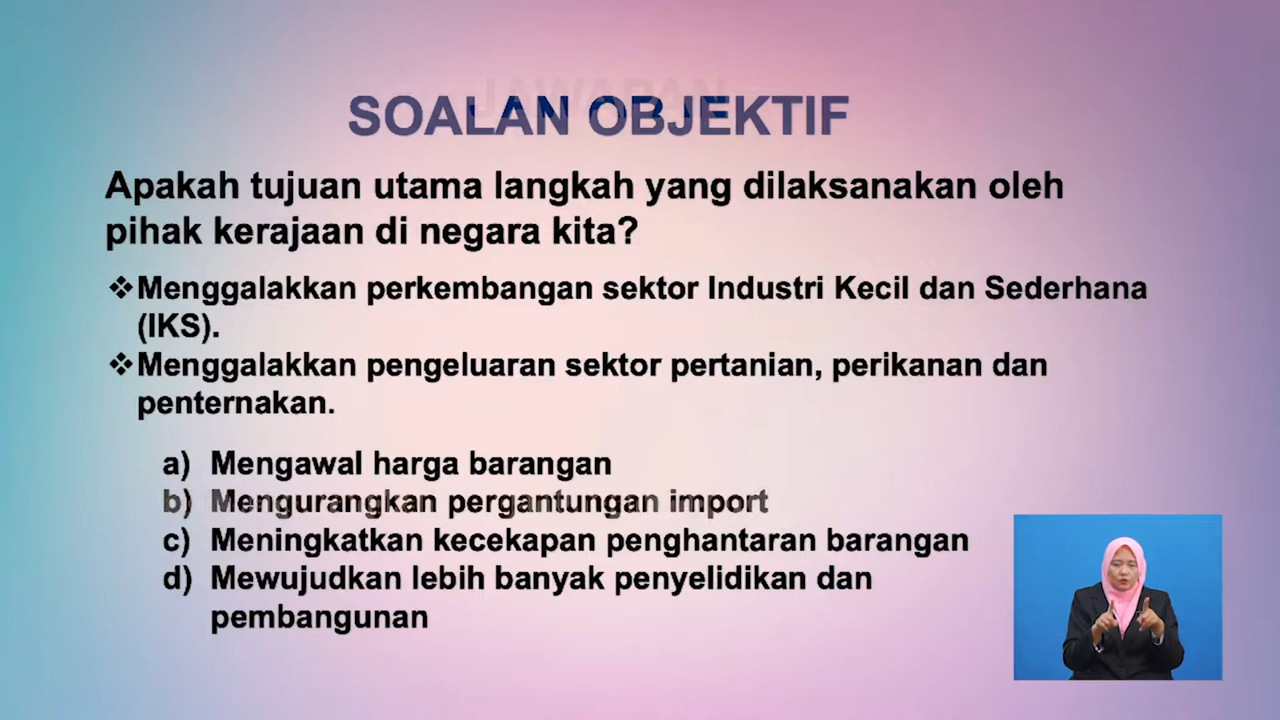 JAWAPAN
SOALAN OBJEKTIF
Apakah tujuan utama langkah yang dilaksanakan oleh
pihak kerajaan di negara kita?
❖Menggalakkan perkembangan sektor Industri Kecil dan Sederhana
(IKS).
❖Menggalakkan pengeluaran sektor pertanian, perikanan dan
penternakan.
a) Mengawal harga barangan
b) Mengurangkan pergantungan import
c) Meningkatkan kecekapan penghantaran barangan
d) Mewujudkan lebih banyak penyelidikan dan
pembangunan